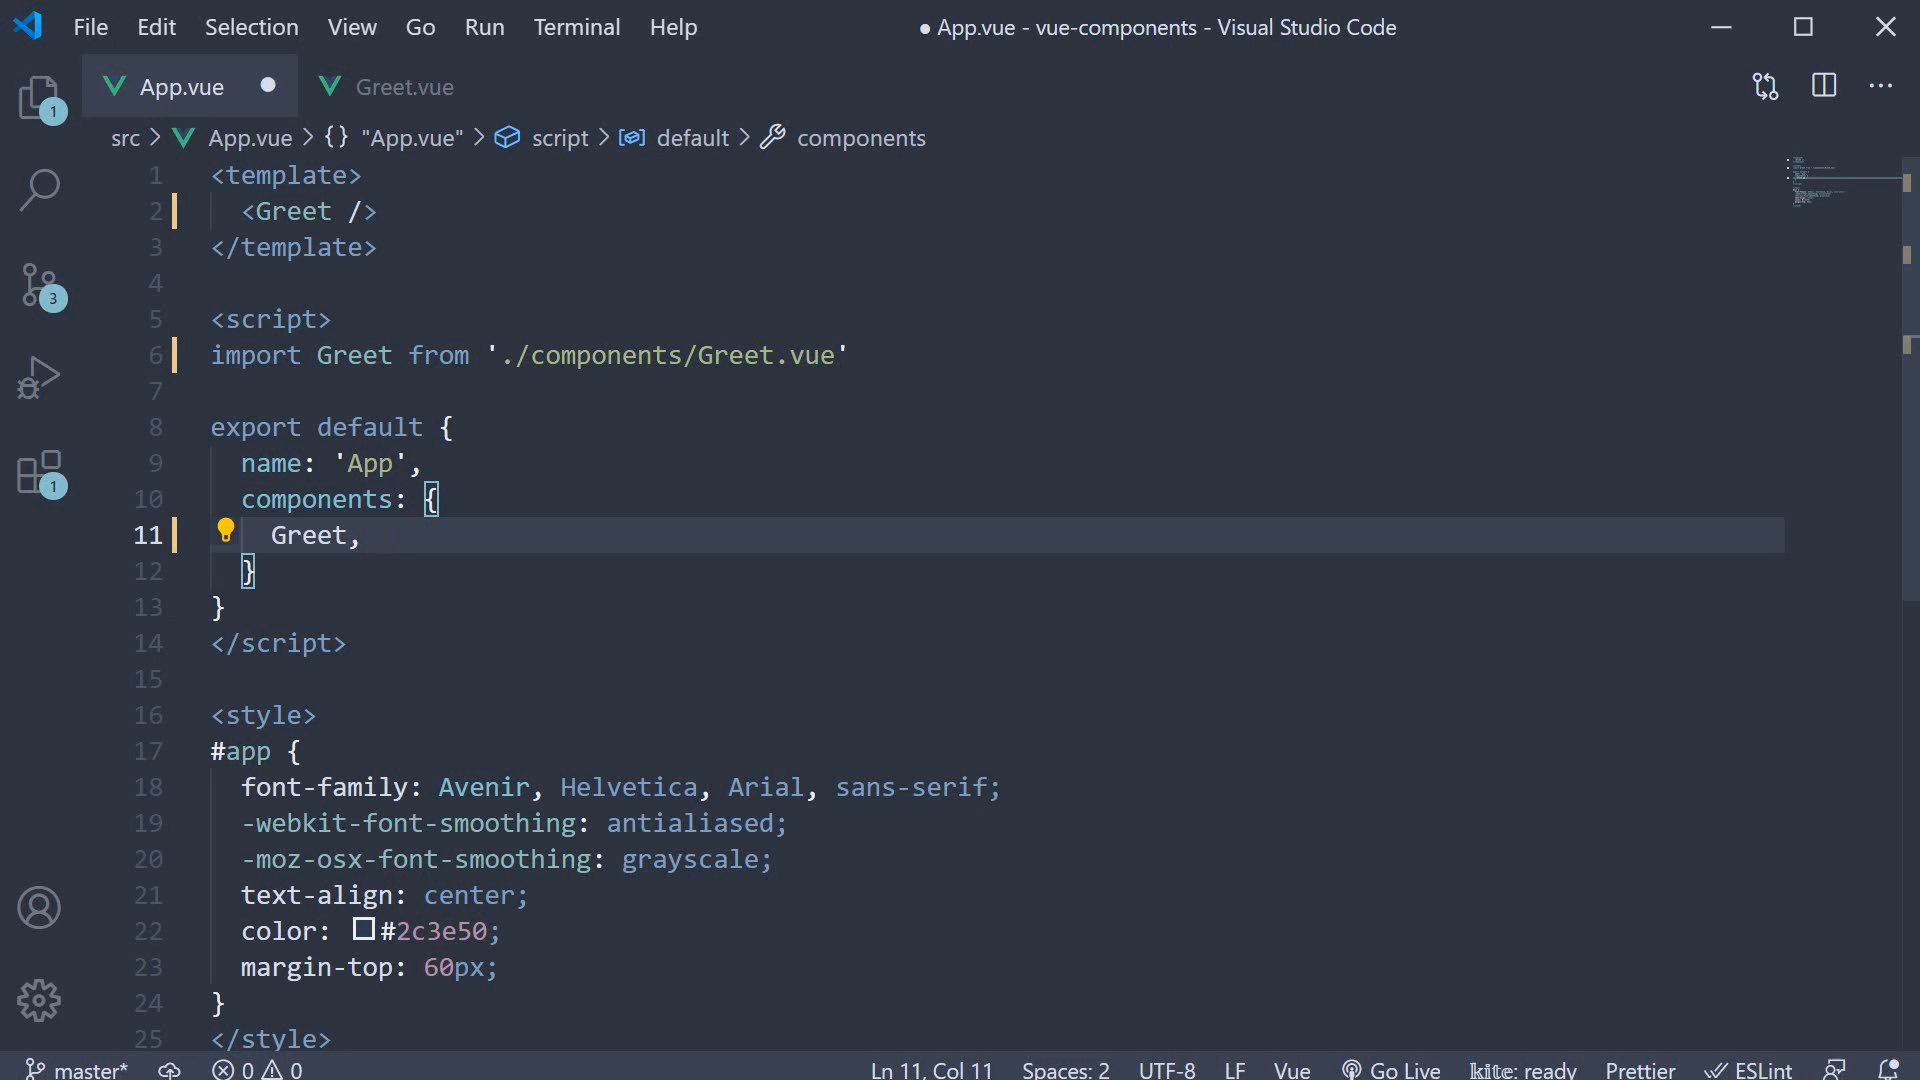 File Edit Selection View Go Run Terminal Help ● App.vue - vue-components - Visual Studio Code
App.vue ● Greet.vue
src > App.vue > {} "App.vue" > script > default > components
1 <template>
2 <Greet />
3 </template>
4
5 <script>
6 import Greet from './components/Greet.vue'
7
8 export default {
9 name: 'App',
10 components: {
11 Greet,
12 }
13 }
14 </script>
15
16 <style>
17 #app {
18 font-family: Avenir, Helvetica, Arial, sans-serif;
19 -webkit-font-smoothing: antialiased;
20 -moz-osx-font-smoothing: grayscale;
21 text-align: center;
22 color: #2c3e50;
23 margin-top: 60px;
24 }
25 </style>
1
3
1
master* 0 0 Ln 11, Col 11 Spaces: 2 UTF-8 LF Vue Go Live kite: ready Prettier ESLint